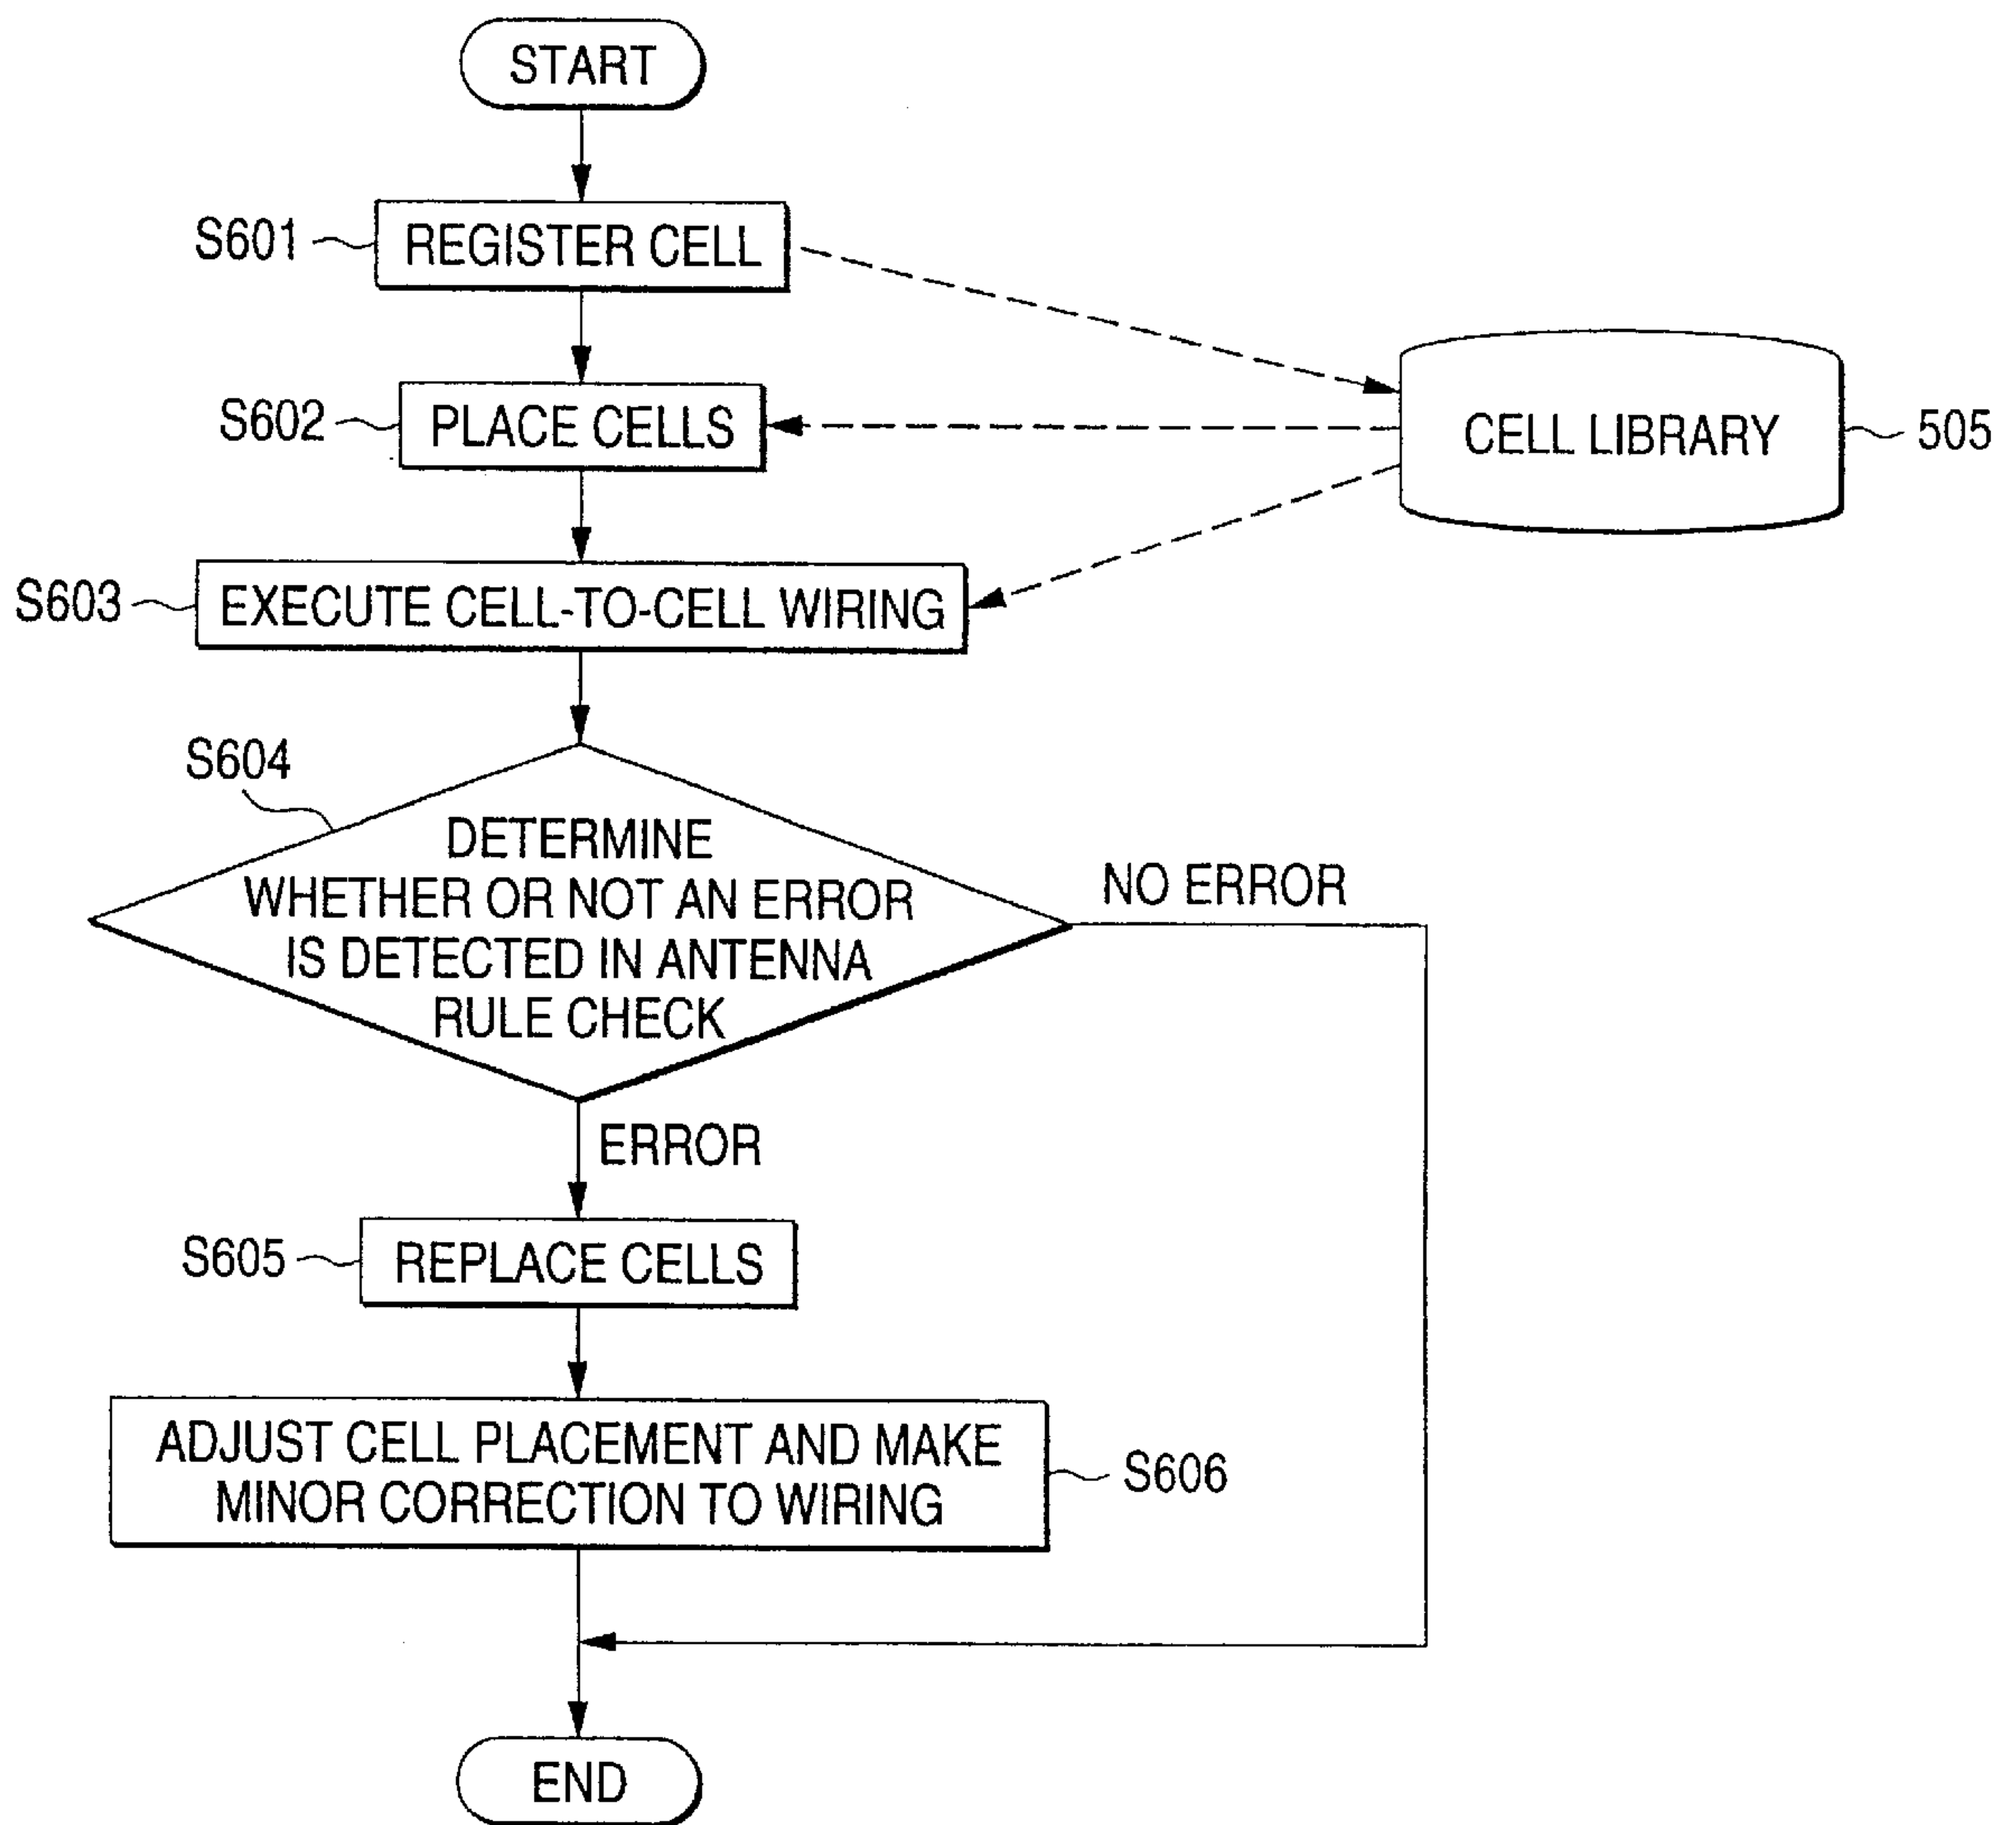 START
S601
REGISTER CELL
S602
PLACE CELLS
CELL LIBRARY
505
S603
EXECUTE CELL-TO-CELL WIRING
S604
DETERMINE
WHETHER OR NOT AN ERROR
IS DETECTED IN ANTENNA
RULE CHECK
NO ERROR
ERROR
S605
REPLACE CELLS
ADJUST CELL PLACEMENT AND MAKE
MINOR CORRECTION TO WIRING
S606
END